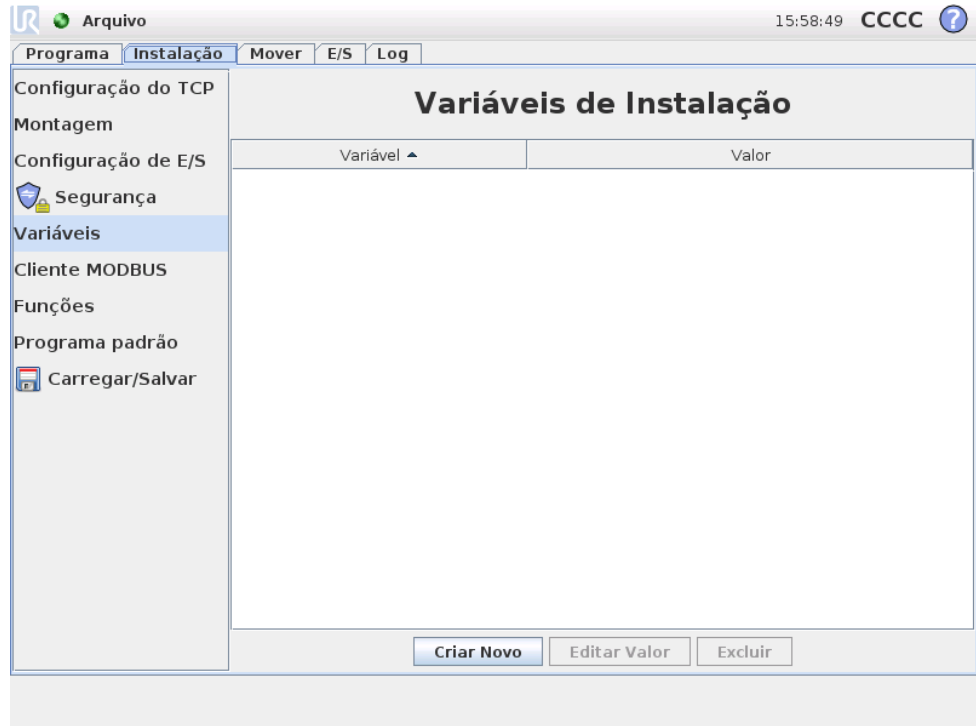 UR Arquivo 15:58:49 CCCC ?
Programa Instalação Mover E/S Log
Configuração do TCP
Montagem
Configuração de E/S
Segurança
Variáveis
Cliente MODBUS
Funções
Programa padrão
Carregar/Salvar
Variáveis de Instalação
Variável Valor
Criar Novo Editar Valor Excluir